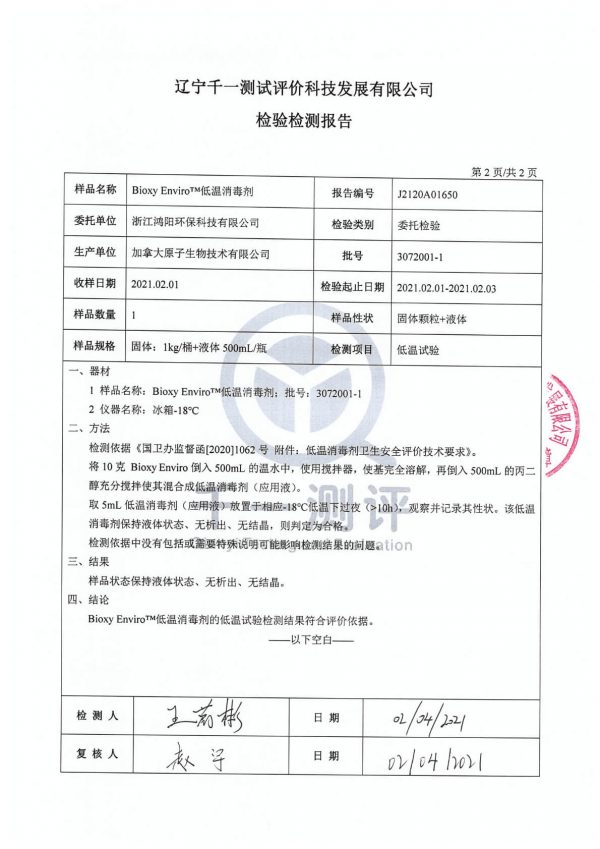 辽宁千一测试评价科技发展有限公司
检验检测报告
第 2 页/共 2 页
样品名称 Bioxy Enviro™低温消毒剂 报告编号 J2120A01650
委托单位 浙江鸿阳环保科技有限公司 检验类别 委托检验
生产单位 加拿大原子生物技术有限公司 批号 3072001-1
收样日期 2021.02.01 检验起止日期 2021.02.01-2021.02.03
样品数量 1 样品性状 固体颗粒+液体
样品规格 固体：1kg/桶+液体 500mL/瓶 检测项目 低温试验
一、器材
1 样品名称：Bioxy Enviro™低温消毒剂；批号：3072001-1
2 仪器名称：冰箱-18℃
二、方法
检测依据《国卫办监督函[2020]1062 号 附件：低温消毒剂卫生安全评价技术要求》。
将 10 克 Bioxy Enviro 倒入 500mL 的温水中，使用搅拌器，使基完全溶解，再倒入 500mL 的丙二
醇充分搅拌使其混合成低温消毒剂（应用液）。
取 5mL 低温消毒剂（应用液）放置于相应-18℃低温下过夜（>10h），观察并记录其性状。该低温
消毒剂保持液体状态、无析出、无结晶，则判定为合格。
检测依据中没有包括或需要特殊说明可能影响检测结果的问题。
三、结果
样品状态保持液体状态、无析出、无结晶。
四、结论
Bioxy Enviro™低温消毒剂的低温试验检测结果符合评价依据。
——以下空白——
检 测 人 日 期 02/04/2021
复 核 人 赵宇 日 期 02/04/2021
千一测评
展有限公司